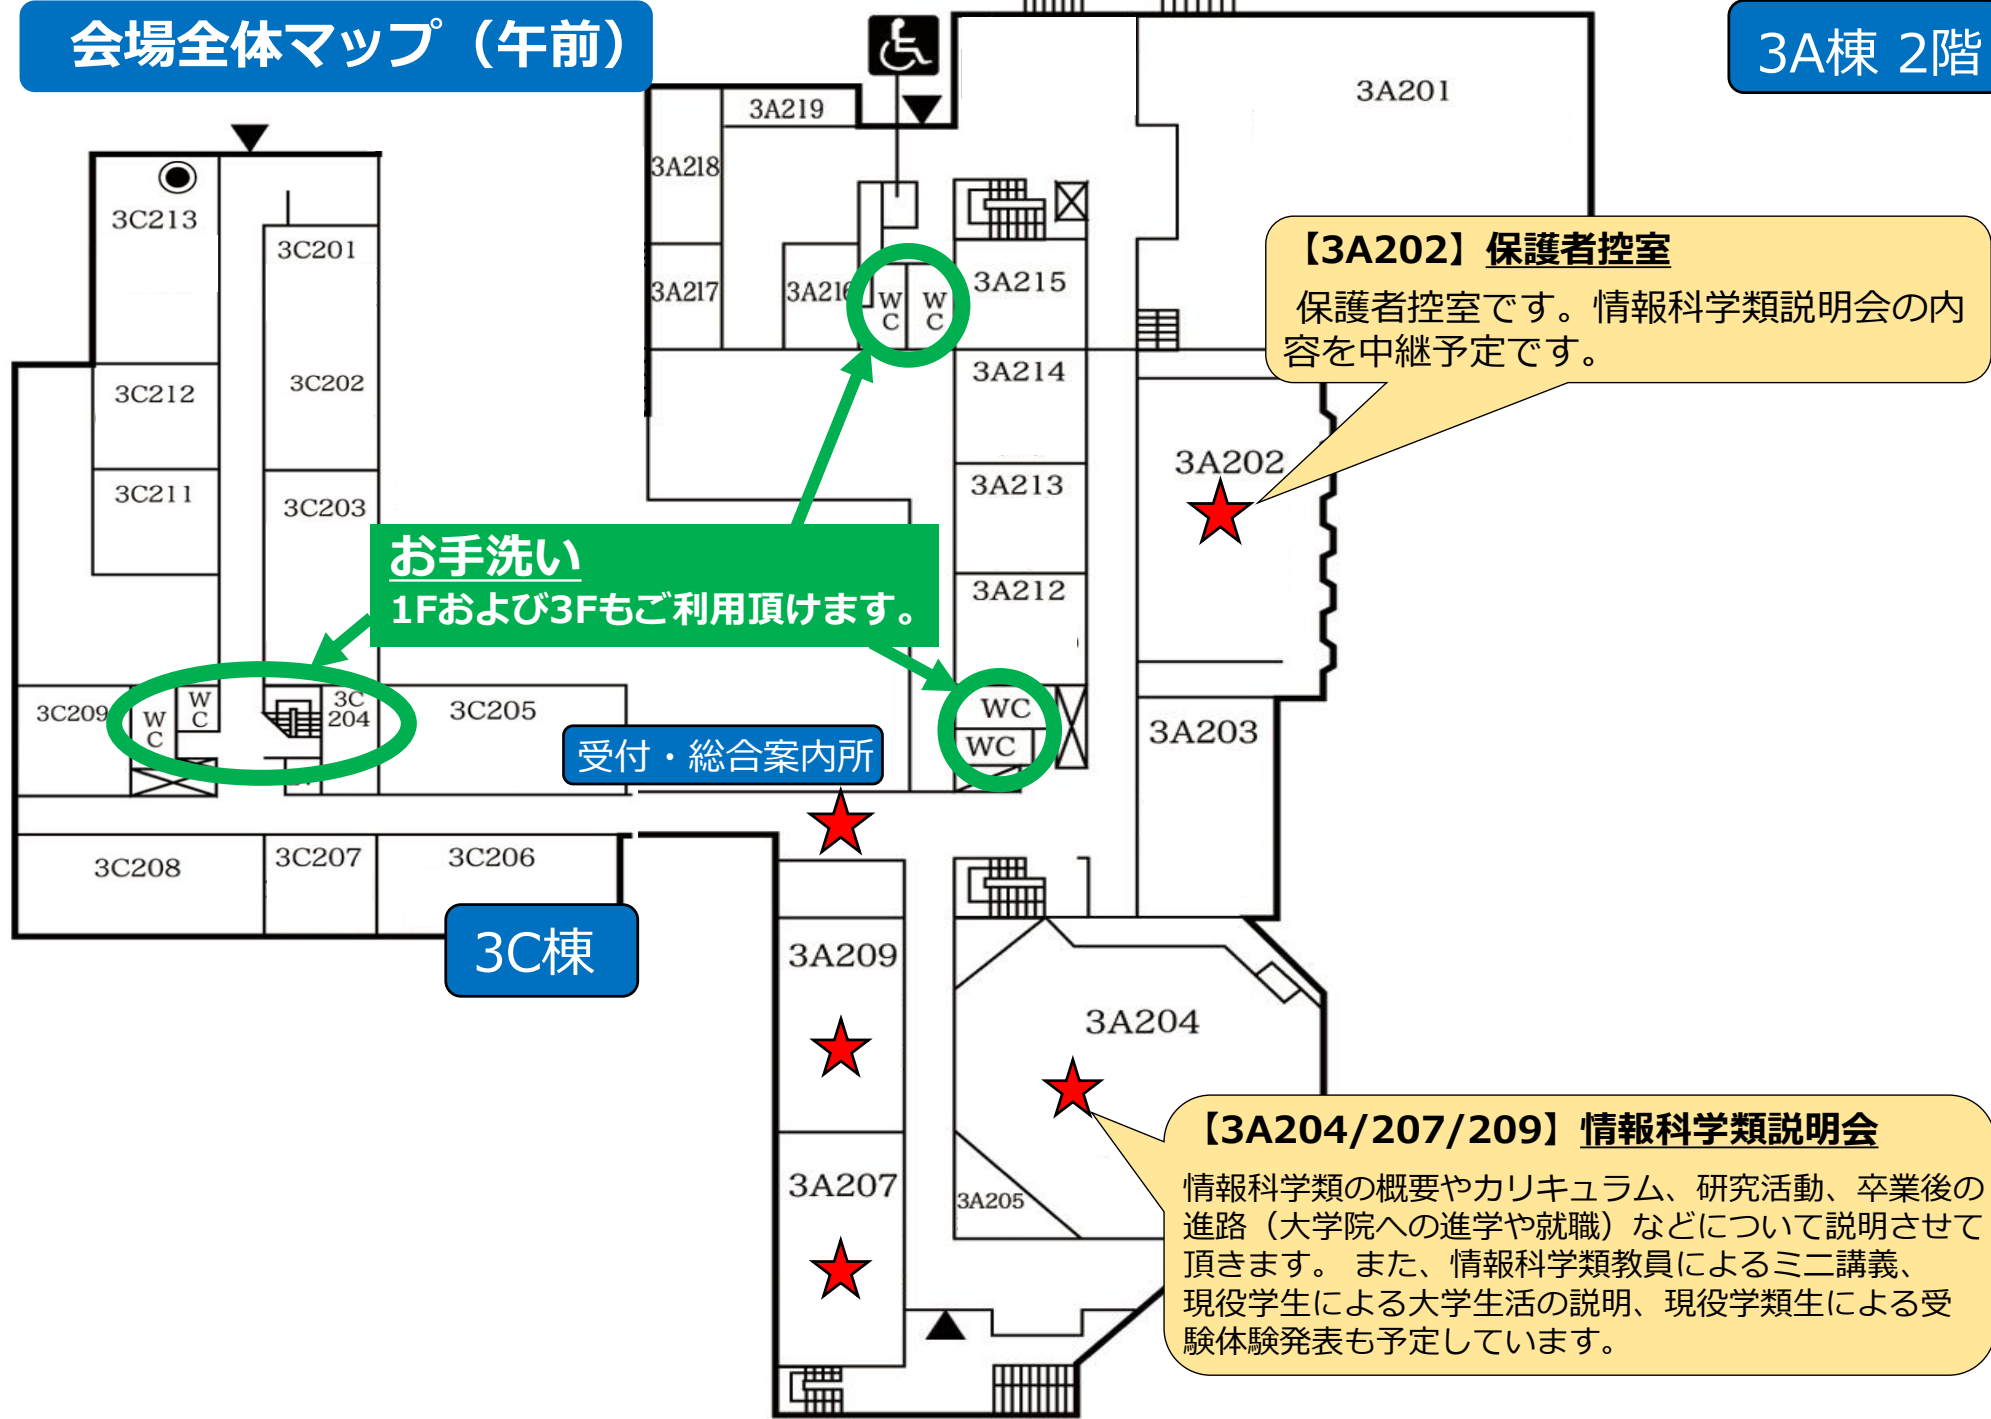 会場全体マップ（午前）
3A棟 2階
3A201
3A219
3A218
3C213
3C201
3A217
3A216
W
C
W
C
3A215
【3A202】保護者控室
保護者控室です。情報科学類説明会の内
容を中継予定です。
3C212
3C202
3A214
3A202
3C211
3C203
3A213
お手洗い
1Fおよび3Fもご利用頂けます。
3A212
3C209
W
C
W
C
3C
204
3C205
受付・総合案内所
WC
WC
3A203
3C208
3C207
3C206
3C棟
3A209
3A204
3A207
3A205
【3A204/207/209】情報科学類説明会
情報科学類の概要やカリキュラム、研究活動、卒業後の
進路（大学院への進学や就職）などについて説明させて
頂きます。 また、情報科学類教員によるミニ講義、
現役学生による大学生活の説明、現役学類生による受
験体験発表も予定しています。